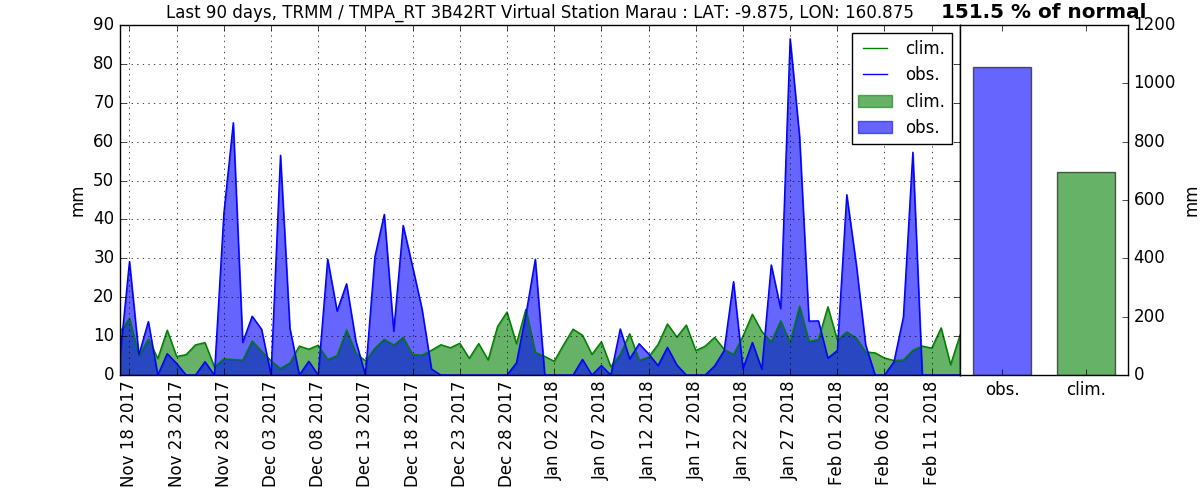 Last 90 days, TRMM / TMPA_RT 3B42RT Virtual Station Marau : LAT: -9.875, LON: 160.875
151.5 % of normal
90
80
70
60
50
40
30
20
10
0
mm
clim.
obs.
clim.
obs.
1200
1000
800
600
400
200
0
mm
obs.
clim.
Nov 18 2017
Nov 23 2017
Nov 28 2017
Dec 03 2017
Dec 08 2017
Dec 13 2017
Dec 18 2017
Dec 23 2017
Dec 28 2017
Jan 02 2018
Jan 07 2018
Jan 12 2018
Jan 17 2018
Jan 22 2018
Jan 27 2018
Feb 01 2018
Feb 06 2018
Feb 11 2018